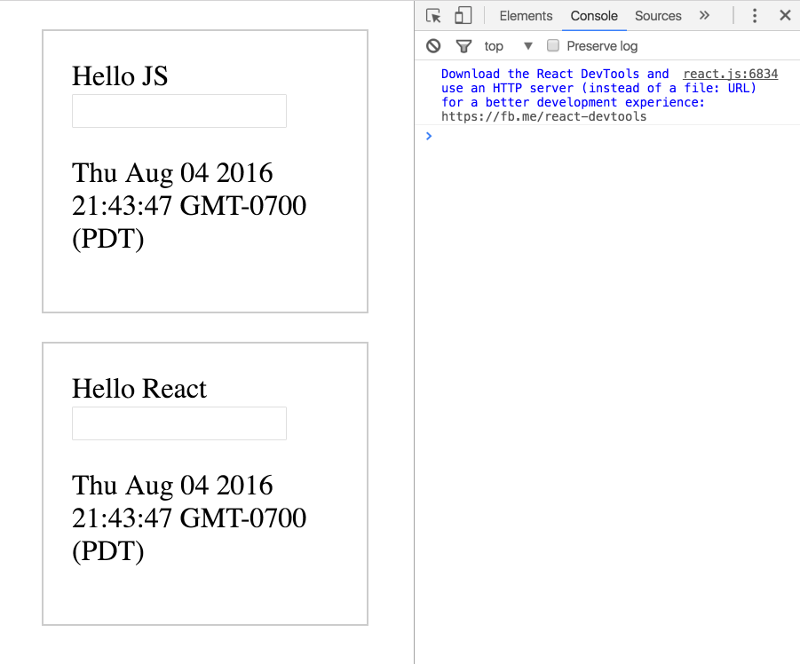 Hello JS
Thu Aug 04 2016
21:43:47 GMT-0700
(PDT)
Hello React
Thu Aug 04 2016
21:43:47 GMT-0700
(PDT)
Elements Console Sources »
top Preserve log
Download the React DevTools and react.js:6834
use an HTTP server (instead of a file: URL)
for a better development experience:
https://fb.me/react-devtools